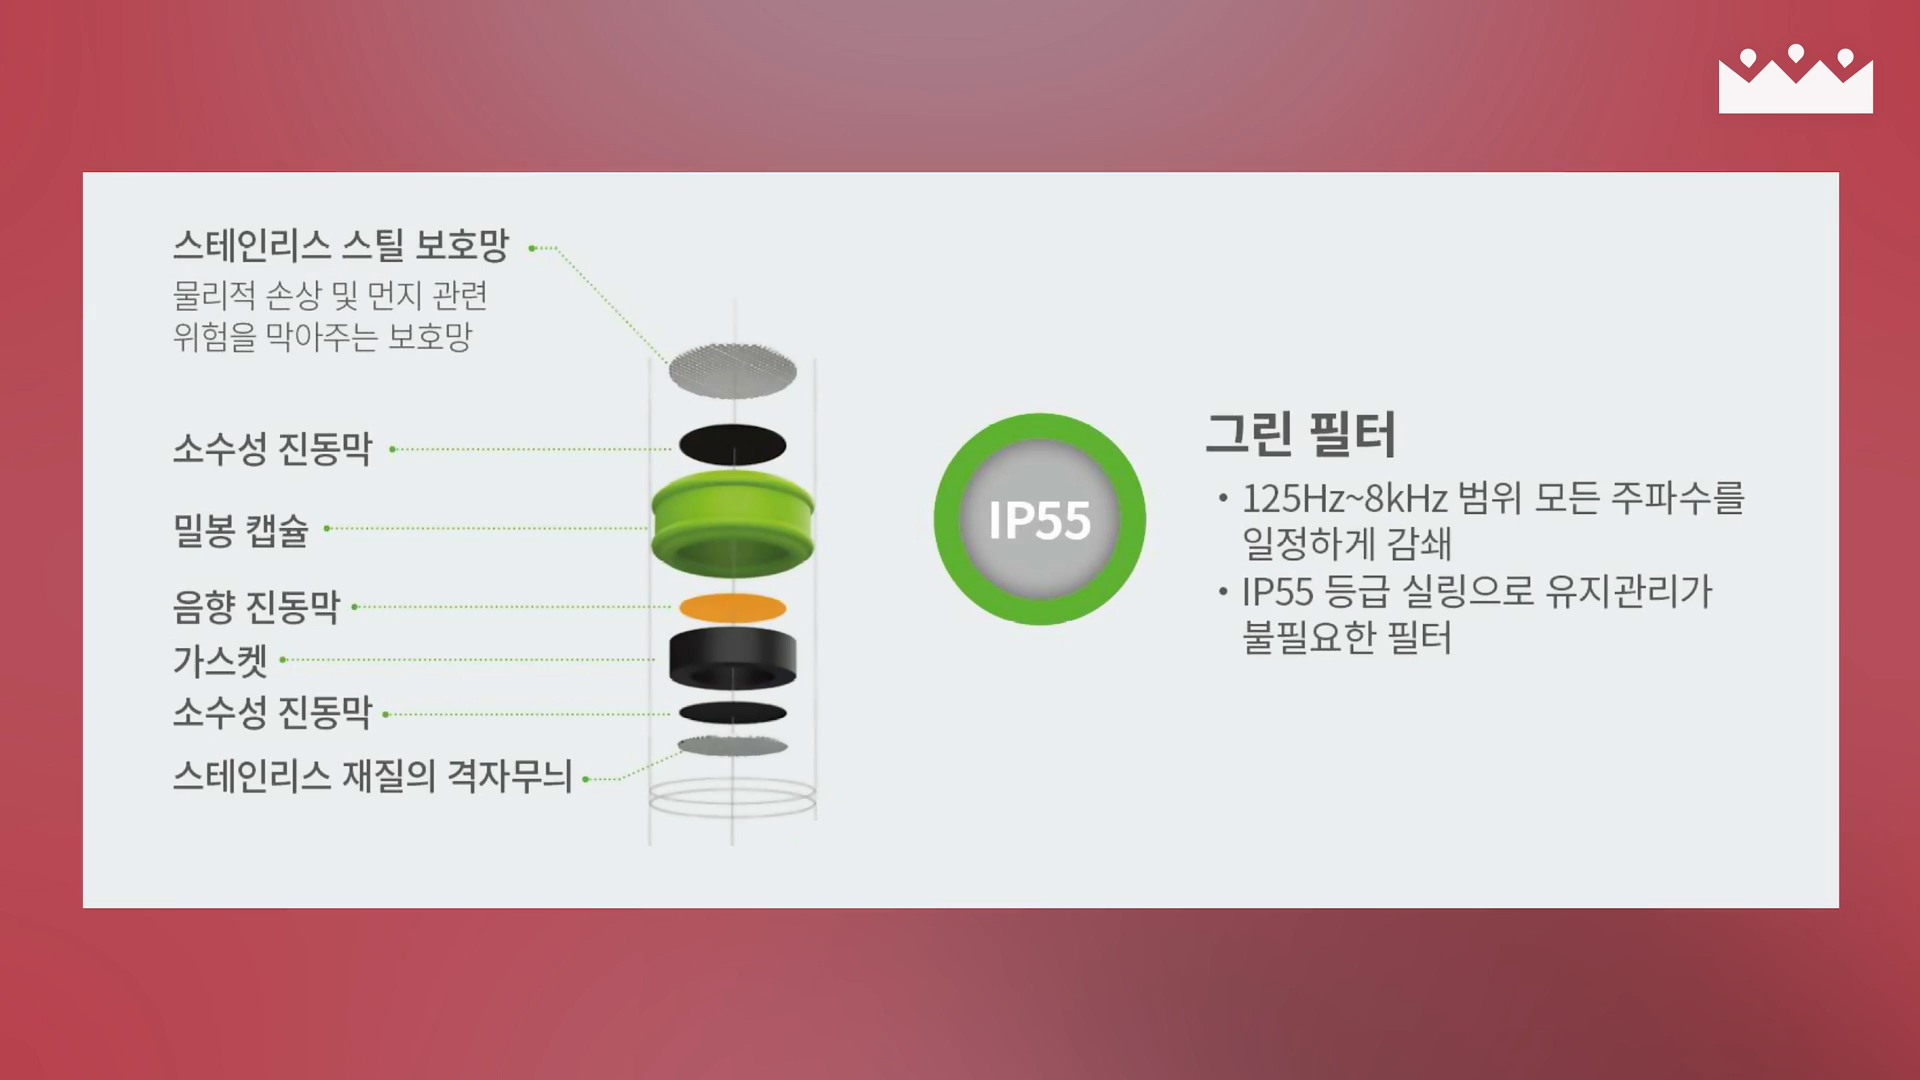 스테인리스 스틸 보호망
물리적 손상 및 먼지 관련
위험을 막아주는 보호망
소수성 진동막
밀봉 캡슐
음향 진동막
가스켓
소수성 진동막
스테인리스 재질의 격자무늬
IP55
그린 필터
• 125Hz~8kHz 범위 모든 주파수를
일정하게 감쇄
• IP55 등급 실링으로 유지관리가
불필요한 필터